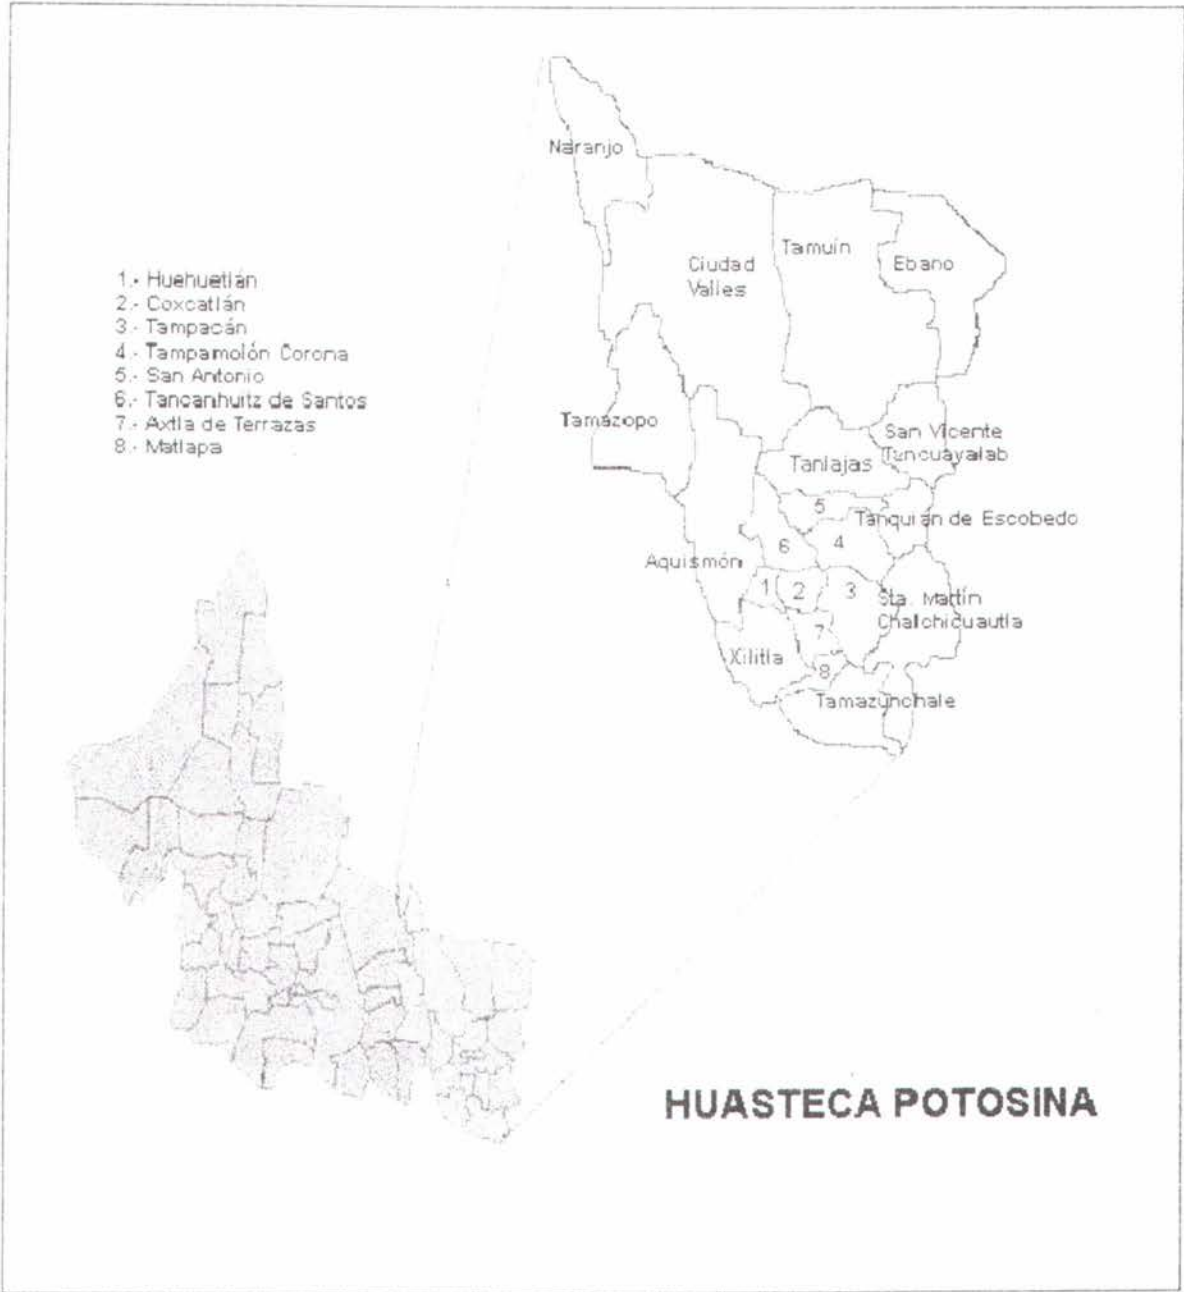 Naranjo
Ciudad
Valles
Tamuín
Ebano
1.- Huehuetlán
2.- Coxcatlán
3.- Tampacán
4.- Tampamolón Corona
5.- San Antonio
6.- Tancanhuitz de Santos
7.- Axtla de Terrazas
8.- Matlapa
Tamazopo
San Vicente
Tancuayalab
Tanlajas
5
Tanquian de Escobedo
6
4
Aquismón
1
2
3
Sta. Martín
Chalchicuautla
7
Xilitla
8
Tamazunchale
HUASTECA POTOSINA